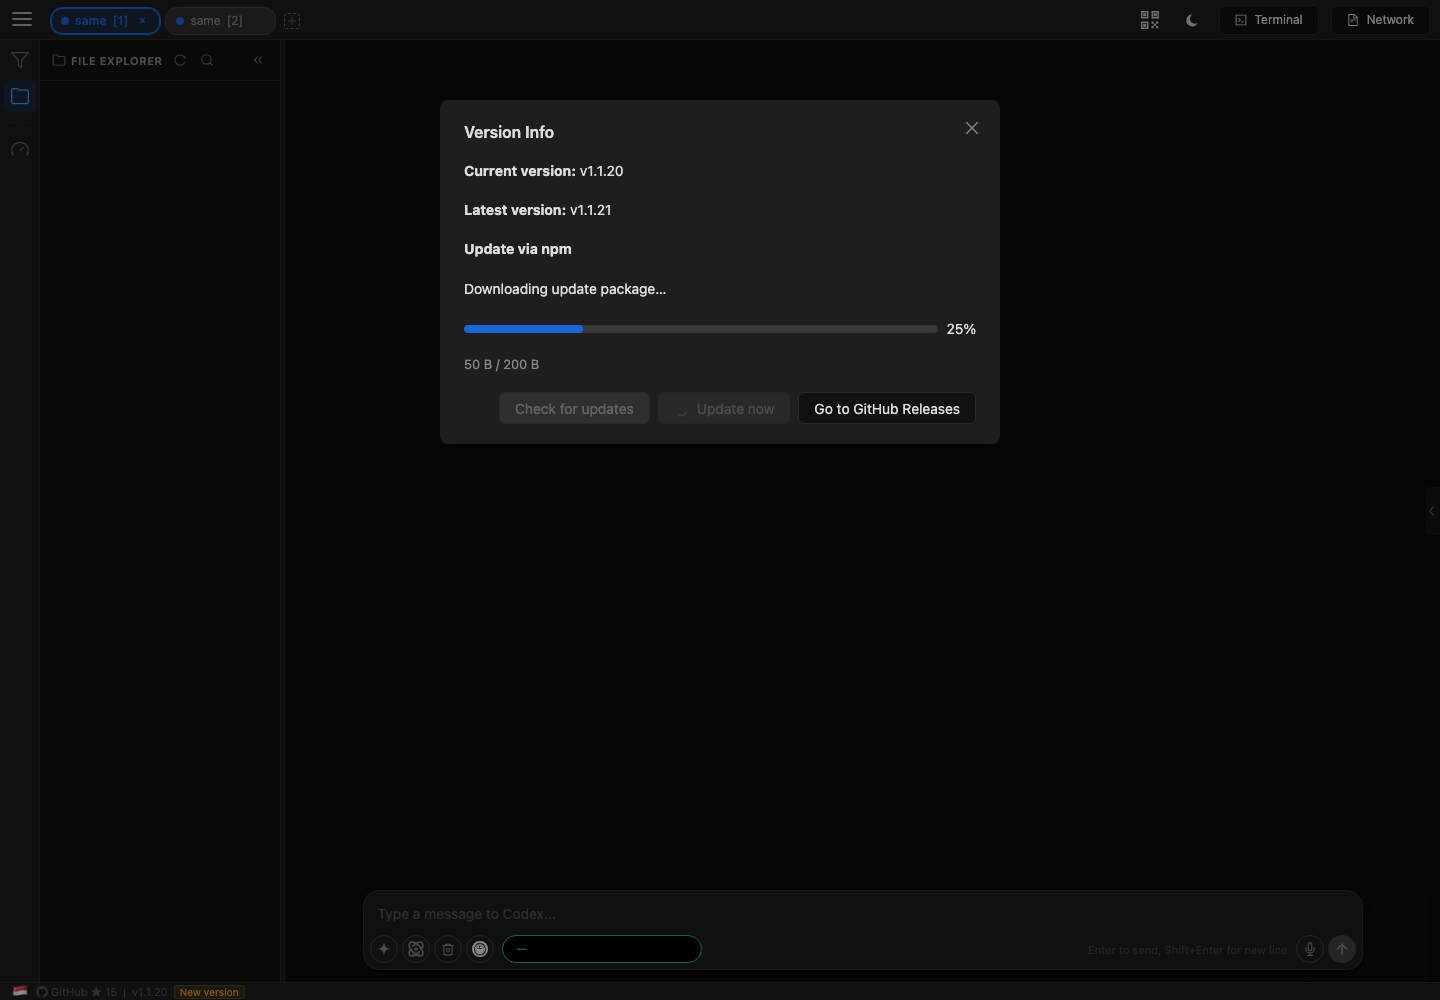 same [1] ×
same [2]
Terminal
Network
FILE EXPLORER
Version Info
Current version: v1.1.20
Latest version: v1.1.21
Update via npm
Downloading update package...
25%
50 B / 200 B
Check for updates
Update now
Go to GitHub Releases
Type a message to Codex...
Enter to send, Shift+Enter for new line
GitHub ★ 15 | v1.1.20 New version